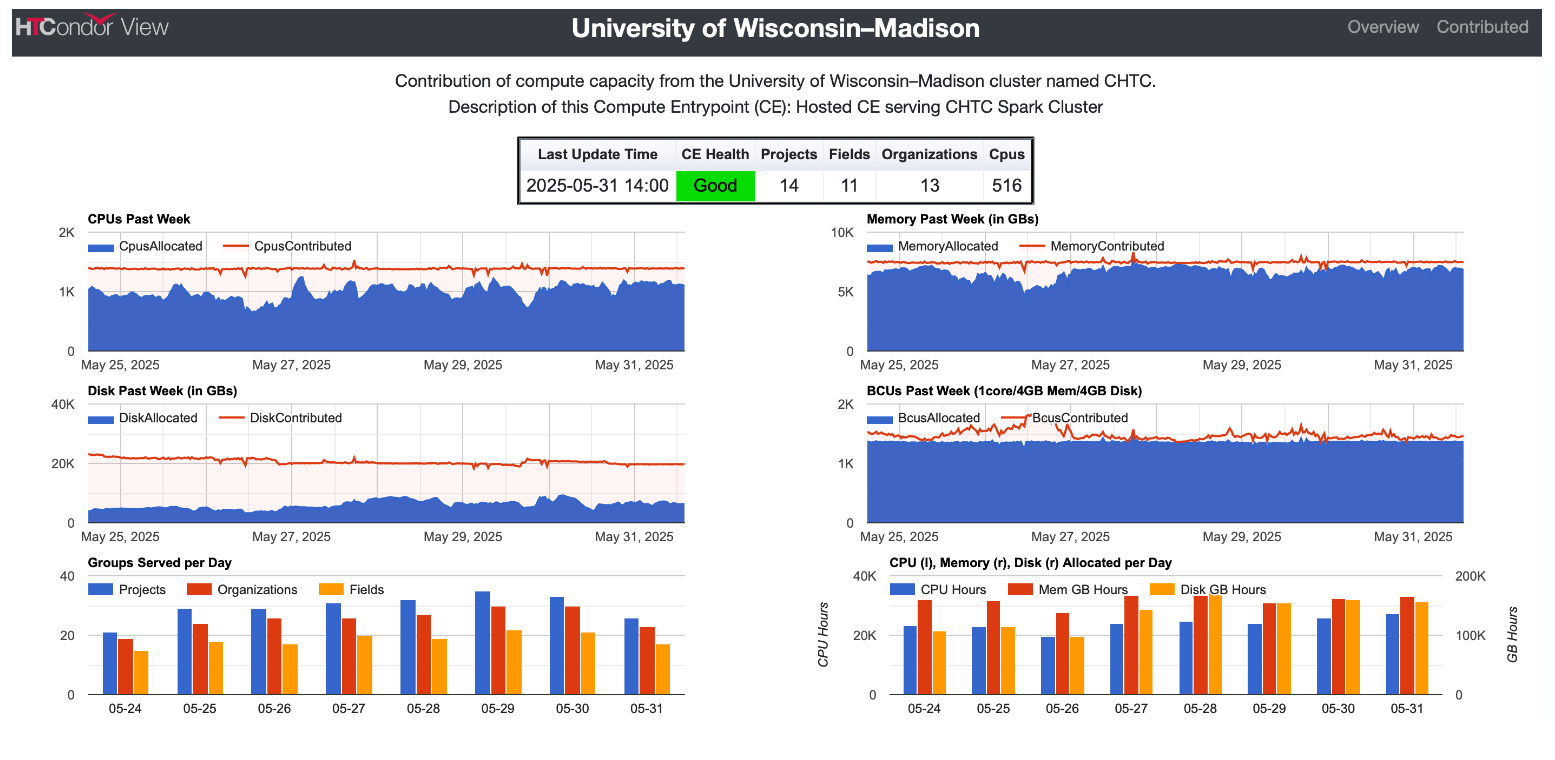 HTCondor View
University of Wisconsin–Madison
Overview Contributed
Contribution of compute capacity from the University of Wisconsin–Madison cluster named CHTC.
Description of this Compute Entrypoint (CE): Hosted CE serving CHTC Spark Cluster
Last Update Time CE Health Projects Fields Organizations Cpus
2025-05-31 14:00 Good 14 11 13 516
CPUs Past Week
CpusAllocated CpusContributed
2K
1K
0
May 25, 2025 May 27, 2025 May 29, 2025 May 31, 2025
Memory Past Week (in GBs)
MemoryAllocated MemoryContributed
10K
5K
0
May 25, 2025 May 27, 2025 May 29, 2025 May 31, 2025
Disk Past Week (in GBs)
DiskAllocated DiskContributed
40K
20K
0
May 25, 2025 May 27, 2025 May 29, 2025 May 31, 2025
BCUs Past Week (1core/4GB Mem/4GB Disk)
BcusAllocated BcusContributed
2K
1K
0
May 25, 2025 May 27, 2025 May 29, 2025 May 31, 2025
Groups Served per Day
Projects Organizations Fields
40
20
0
05-24 05-25 05-26 05-27 05-28 05-29 05-30 05-31
CPU (l), Memory (r), Disk (r) Allocated per Day
CPU Hours Mem GB Hours Disk GB Hours
40K
20K
0
CPU Hours
200K
100K
0
GB Hours
05-24 05-25 05-26 05-27 05-28 05-29 05-30 05-31